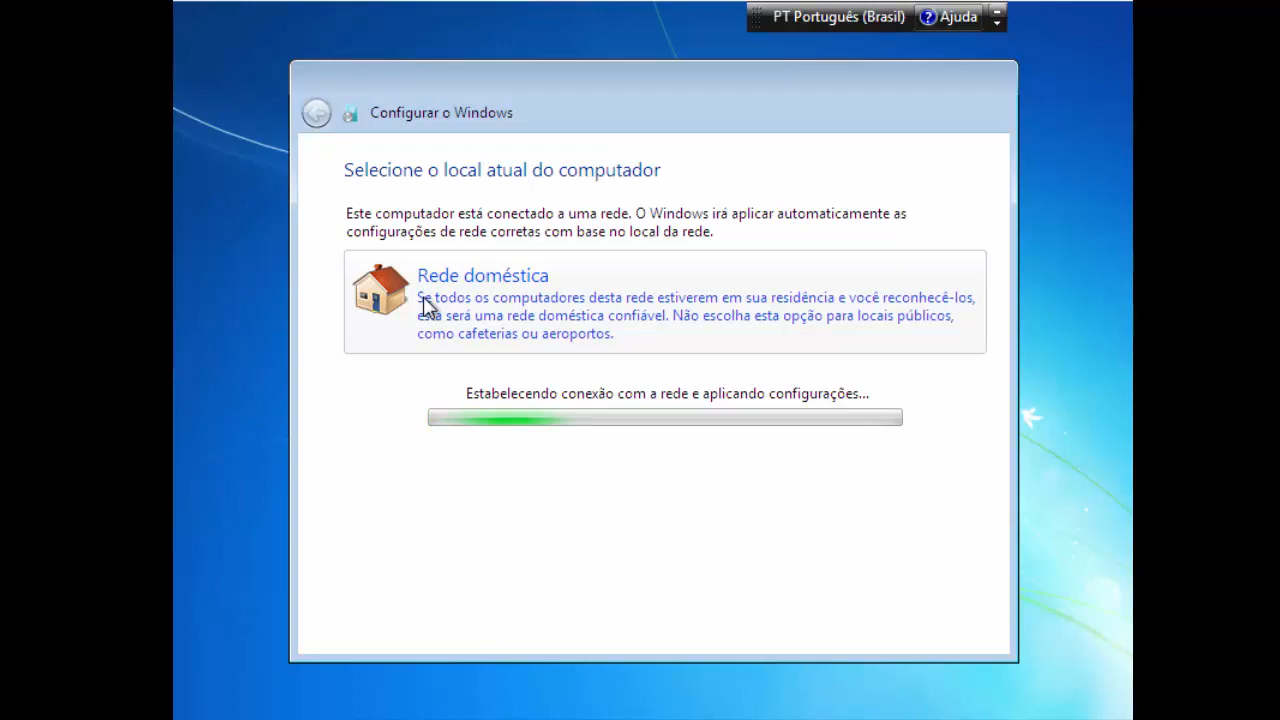 PT Português (Brasil) ? Ajuda
Configurar o Windows
Selecione o local atual do computador
Este computador está conectado a uma rede. O Windows irá aplicar automaticamente as
configurações de rede corretas com base no local da rede.
Rede doméstica
Se todos os computadores desta rede estiverem em sua residência e você reconhecê-los,
esta será uma rede doméstica confiável. Não escolha esta opção para locais públicos,
como cafeterias ou aeroportos.
Estabelecendo conexão com a rede e aplicando configurações...